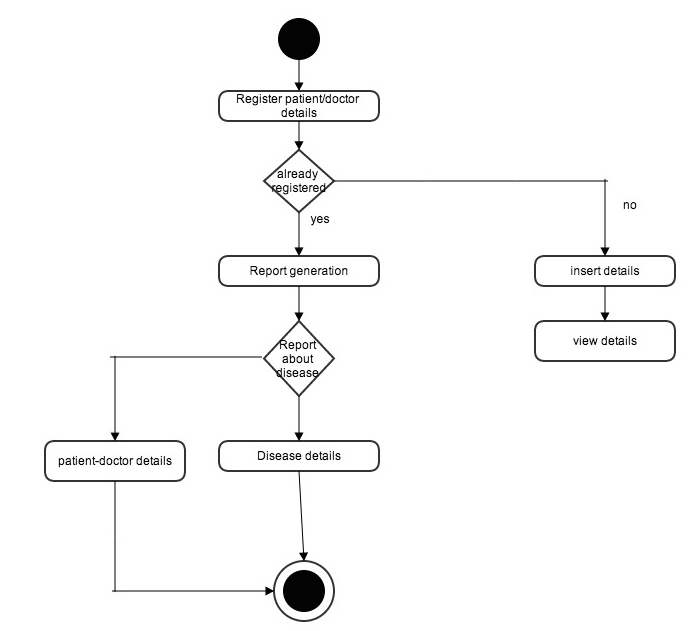 Register patient/doctor
details
already
registered
no
yes
Report generation
insert details
view details
Report
about
disease
patient-doctor details
Disease details